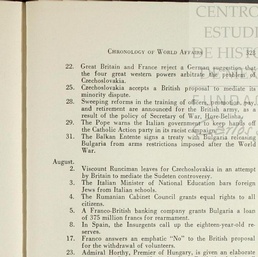 CENTRO
ESTUDI
DE HIST
CHRONOLOGY OF WORLD AFFAIRS 323
22. Great Britain and France reject a German suggestion that
the four great western powers arbitrate the problem of
Czechoslovakia.
25. Czechoslovakia accepts a British proposal to mediate its
minority dispute.
28. Sweeping reforms in the training of officers, promotion, pay,
and retirement are announced for the British army, as a
result of the policy of Secretary of War, Hore-Belisha.
29. The Pope warns the Italian government to keep hands off
the Catholic Action party in its racist campaign.
31. The Balkan Entente signs a treaty with Bulgaria releasing
Bulgaria from arms restrictions imposed after the World
War.
August.
2. Viscount Runciman leaves for Czechoslovakia in an attempt
by Britain to mediate the Sudeten controversy.
3. The Italian Minister of National Education bars foreign
Jews from Italian schools.
4. The Rumanian Cabinet Council grants equal rights to all
citizens.
5. A Franco-British banking company grants Bulgaria a loan
of 375 million francs for rearmament.
8. In Spain, the Insurgents call up the eighteen-year-old re-
serves.
17. Franco answers an emphatic "No" to the British proposal
for the withdrawal of volunteers.
23. Admiral Horthy, Premier of Hungary, is given an elaborate